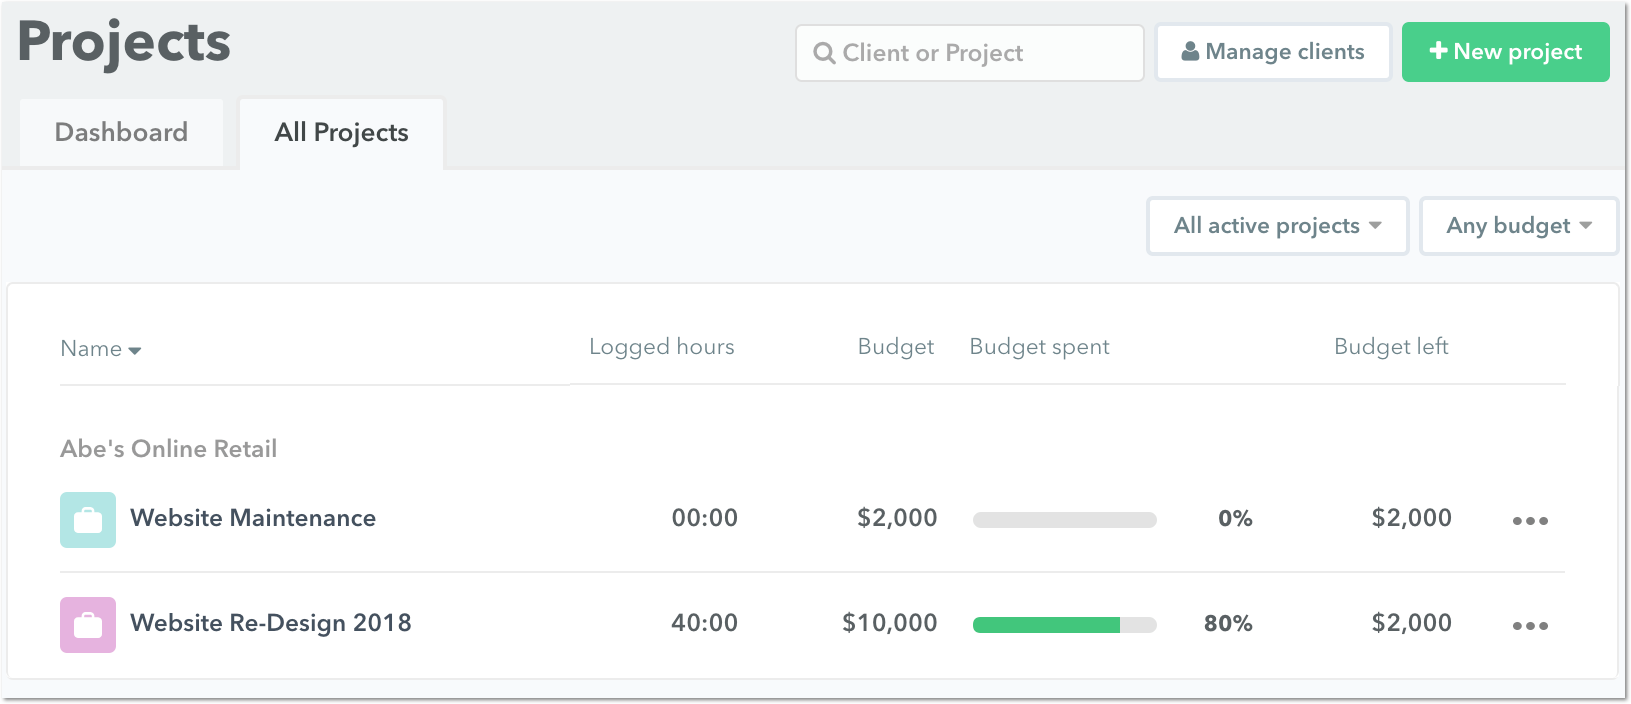 Projects
Client or Project
Manage clients
New project
Dashboard
All Projects
All active projects
Any budget
Name Logged hours Budget Budget spent Budget left
Abe's Online Retail
Website Maintenance 00:00 $2,000 0% $2,000
Website Re-Design 2018 40:00 $10,000 80% $2,000